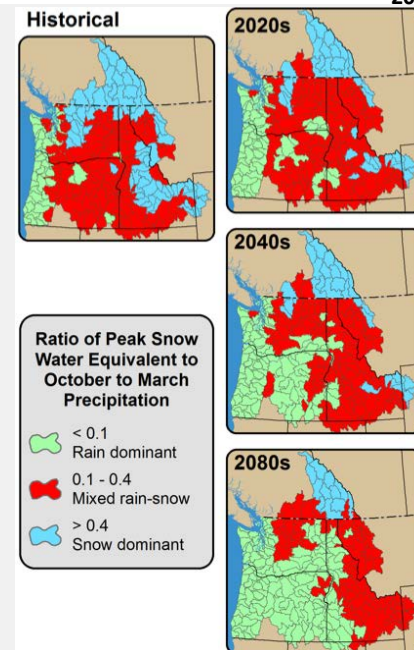 Historical
2020s
2040s
Ratio of Peak Snow
Water Equivalent to
October to March
Precipitation
< 0.1
Rain dominant
0.1 - 0.4
Mixed rain-snow
> 0.4
Snow dominant
2080s